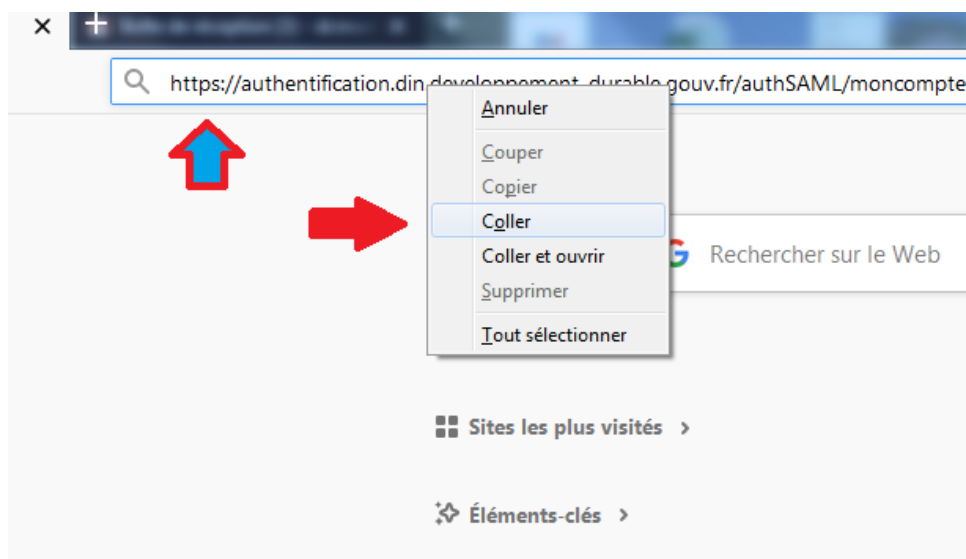 https://authentification.din.developpement-durable.gouv.fr/authSAML/moncompte
Annuler
Couper
Copier
Coller
Coller et ouvrir
Supprimer
Tout sélectionner
Rechercher sur le Web
Sites les plus visités
Éléments-clés